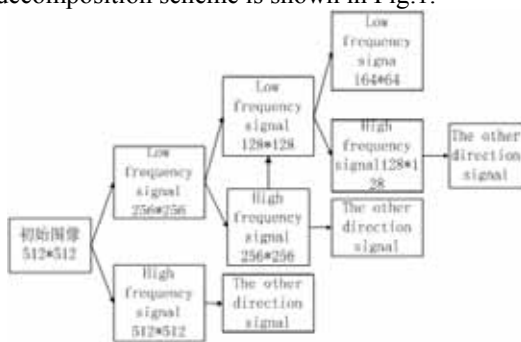 decomposition scheme is shown in Fig.1.
Low
frequency
signa
164*64
Low
frequency
signal
128*128
High
frequency
signal128*1
28
The other
direction
signal
Low
frequency
signal
256*256
High
frequency
signal
256*256
The other
direction
signal
初始图像
512*512
High
frequency
signal
512*512
The other
direction
signal